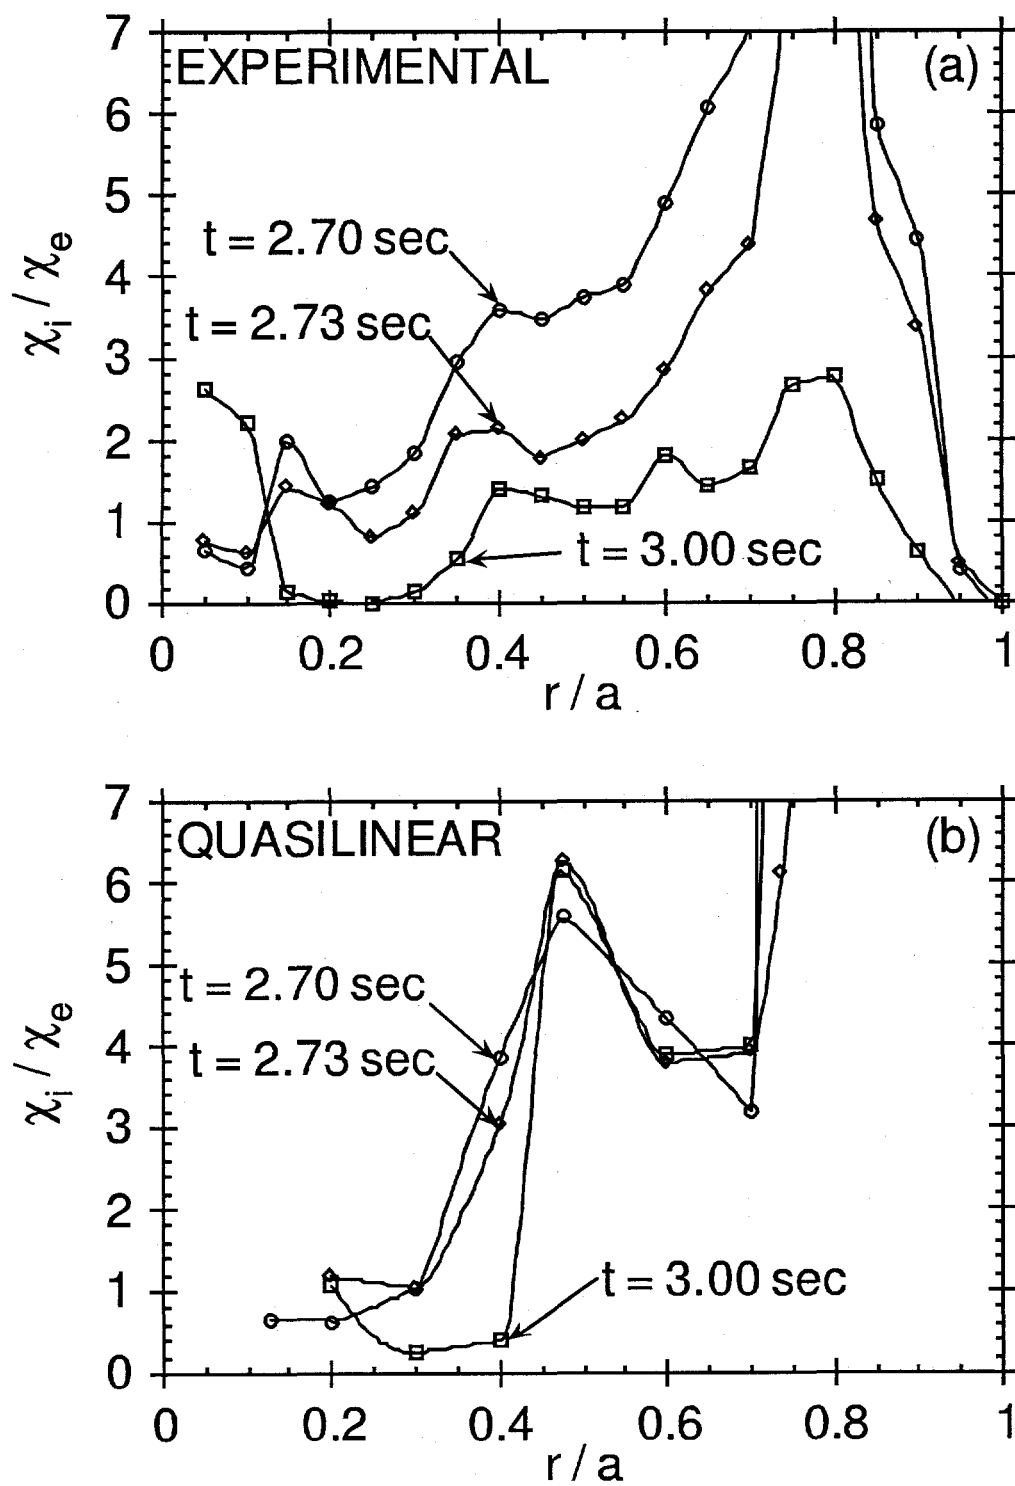 7
EXPERIMENTAL
(a)
6
5
t = 2.70 sec
4
χi / χe
t = 2.73 sec
3
2
1
t = 3.00 sec
0
0 0.2 0.4 0.6 0.8 1
r / a
7
QUASILINEAR
(b)
6
5
t = 2.70 sec
4
χi / χe
t = 2.73 sec
3
2
1
t = 3.00 sec
0
0 0.2 0.4 0.6 0.8 1
r / a